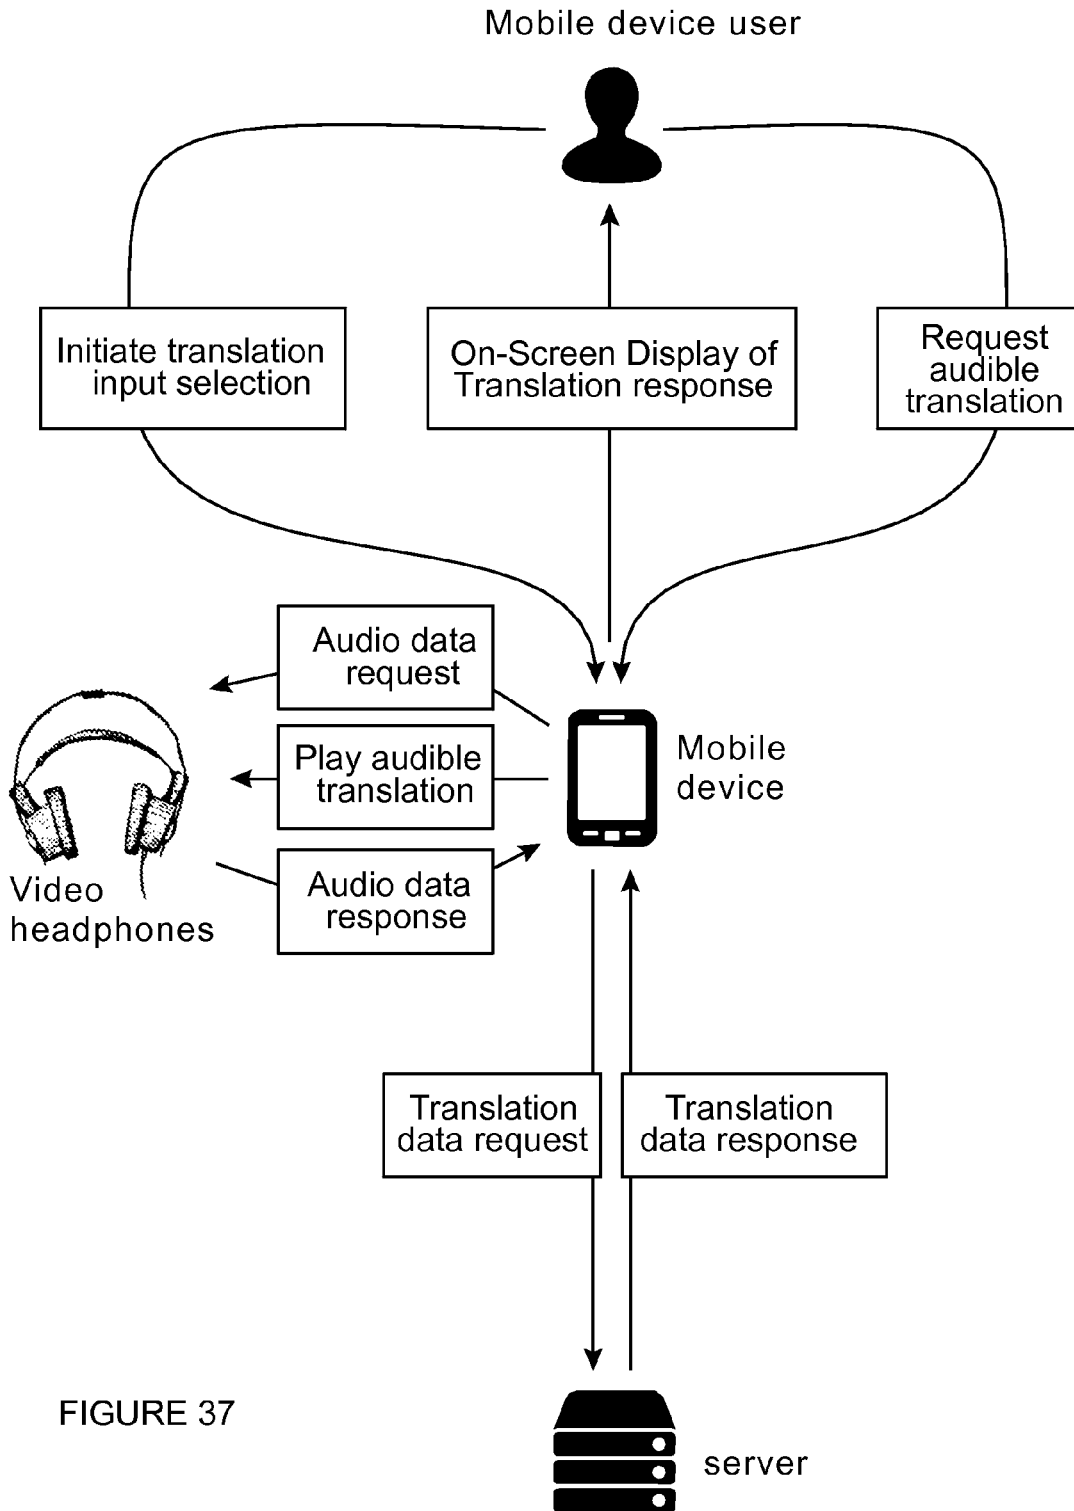 Mobile device user
Initiate translation
input selection
On-Screen Display of
Translation response
Request
audible
translation
Audio data
request
Play audible
translation
Audio data
response
Mobile
device
Video
headphones
Translation
data request
Translation
data response
FIGURE 37
server